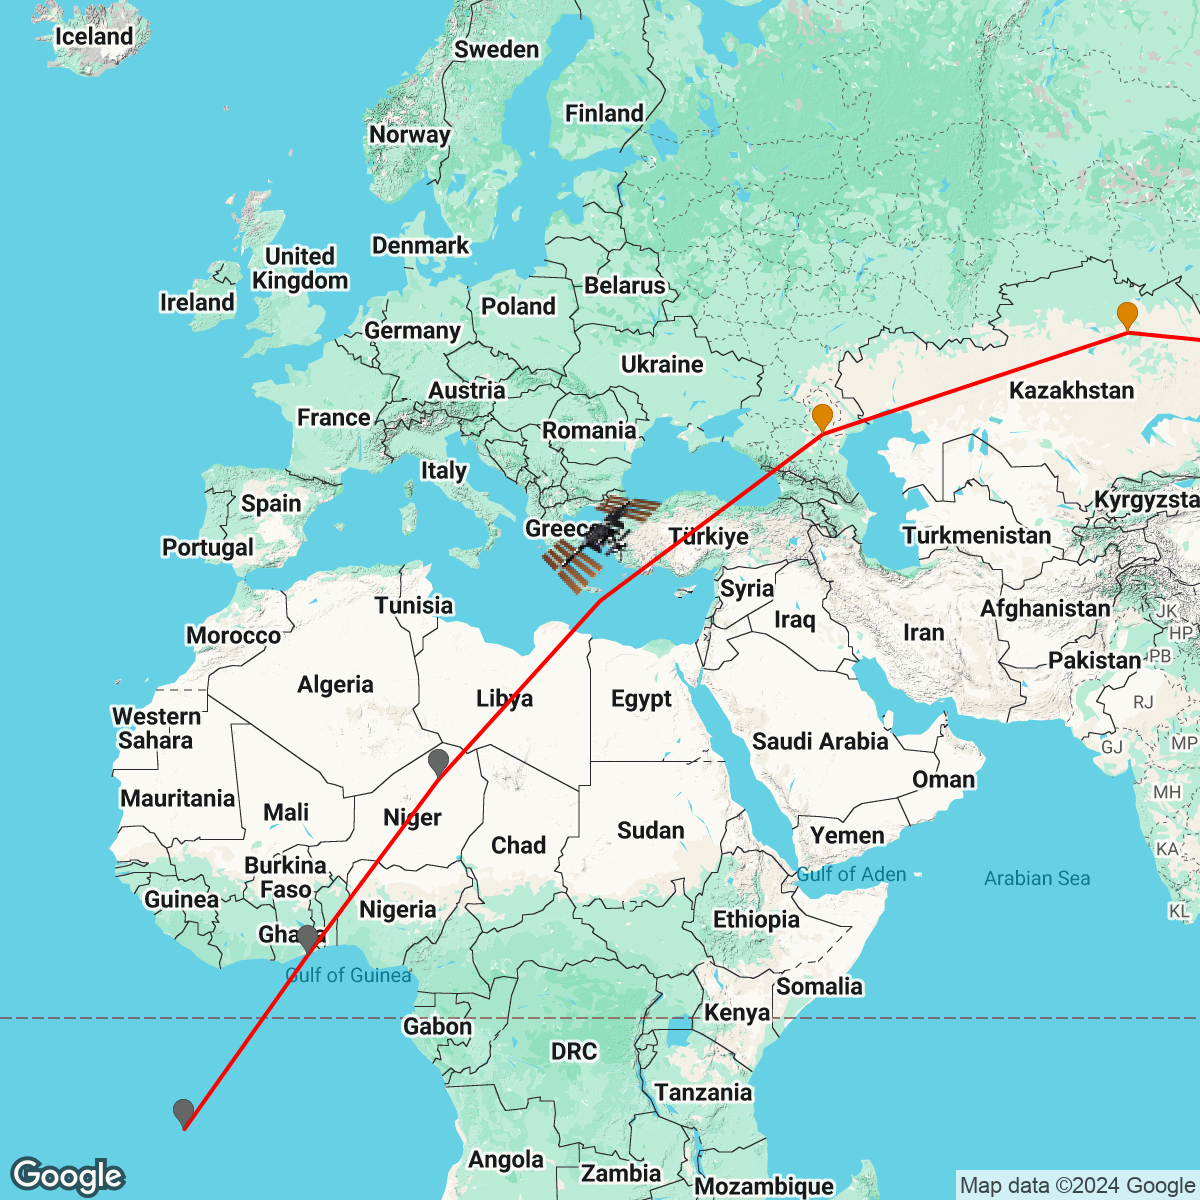 Iceland
Sweden
Finland
Norway
Denmark
United
Kingdom
Ireland
Belarus
Poland
Germany
Ukraine
Austria
Kazakhstan
France
Romania
Italy
Spain
Kyrgyzsta
Portugal
Greec
Türkiye
Turkmenistan
Syria
Tunisia
Afghanistan
JK
Iraq
Morocco
Iran
HP
Pakistan
PB
Algeria
Libya
Egypt
RJ
Western
Sahara
Saudi Arabia
GJ
MP
Oman
Mauritania
MH
Mali
Niger
Sudan
Yemen
Chad
KA
Burkina
Faso
Gulf of Aden
Arabian Sea
Guinea
Nigeria
KL
Ethiopia
Ghana
Gulf of Guinea
Somalia
Kenya
Gabon
DRC
Tanzania
Angola
Zambia
Mozambique
Google
Map data ©2024 Google